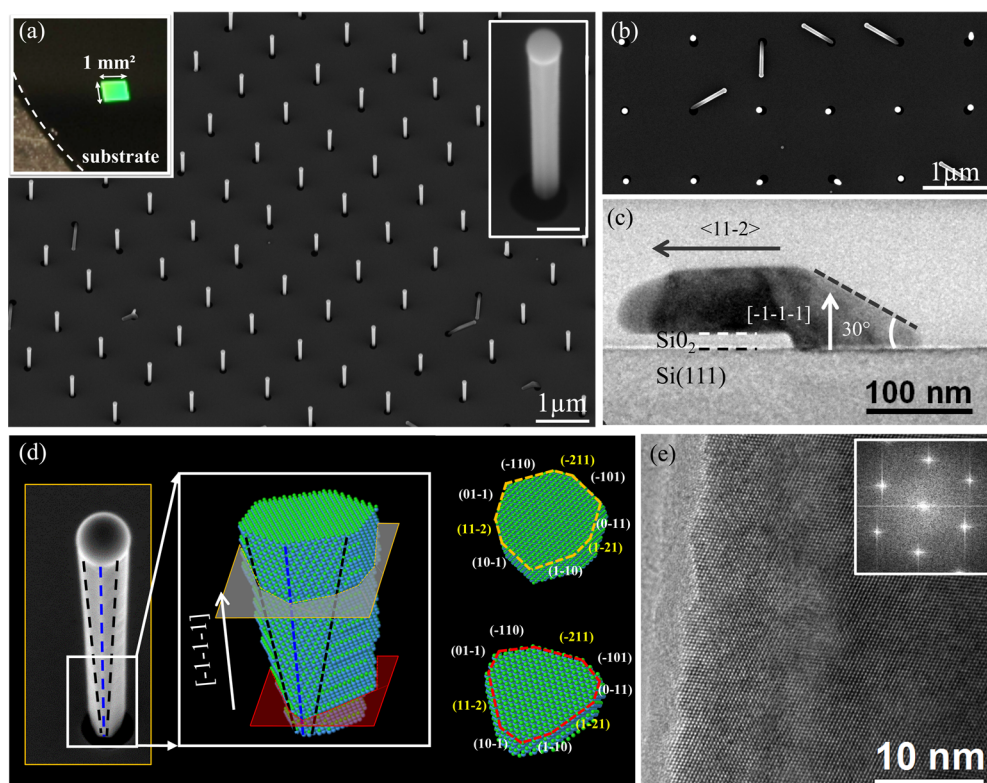 (a)
1 mm²
substrate
1µm
(b)
1µm
(c)
<11-2>
[-1-1-1]
30°
SiO₂
Si(111)
100 nm
(d)
[-1-1-1]
(-110)
(-211)
(-101)
(01-1)
(0-11)
(11-2)
(1-21)
(10-1)
(1-10)
(-110)
(-211)
(01-1)
(-101)
(0-11)
(11-2)
(1-21)
(10-1)
(1-10)
(e)
10 nm